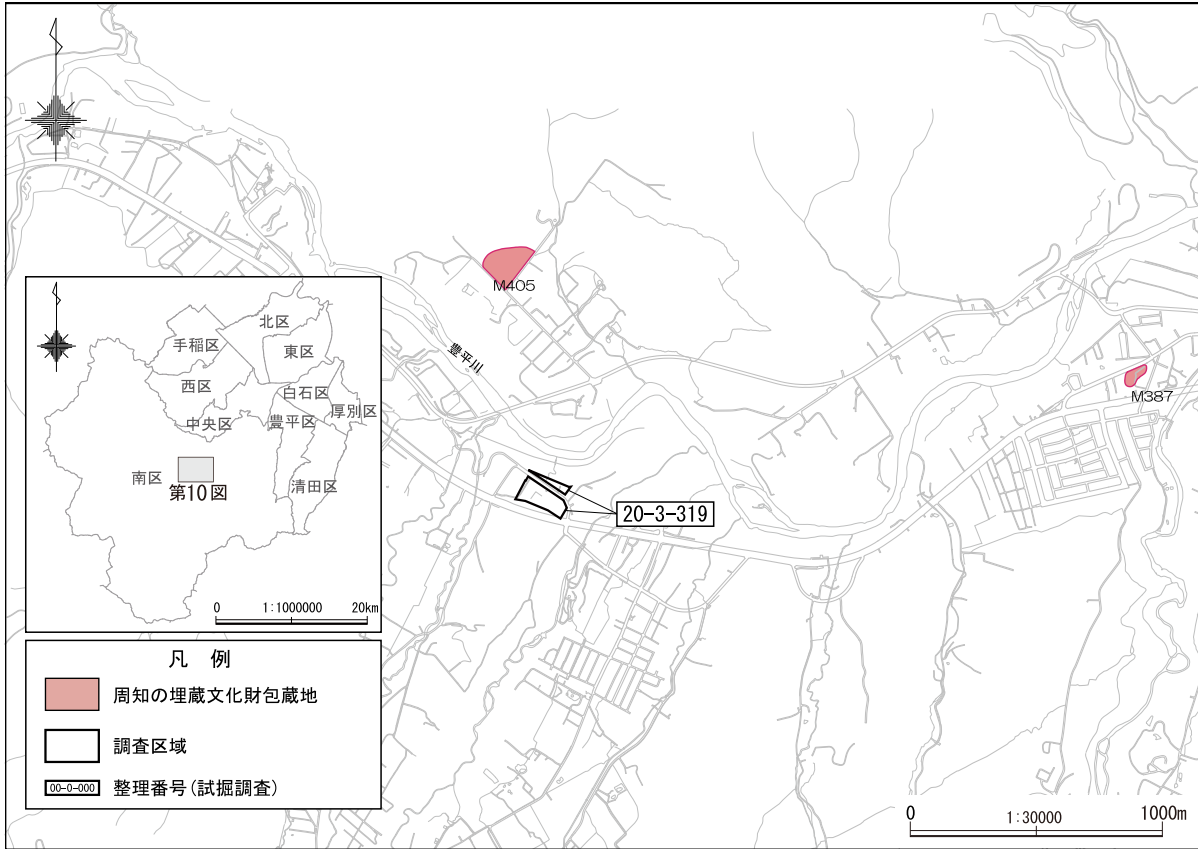 M405
豊平川
M387
20-3-319
北区
手稲区
東区
西区
白石区
厚別区
中央区
豊平区
南区
第10図
清田区
0 1:1000000 20km
凡 例
周知の埋蔵文化財包蔵地
調査区域
00-0-000 整理番号(試掘調査)
0 1:30000 1000m